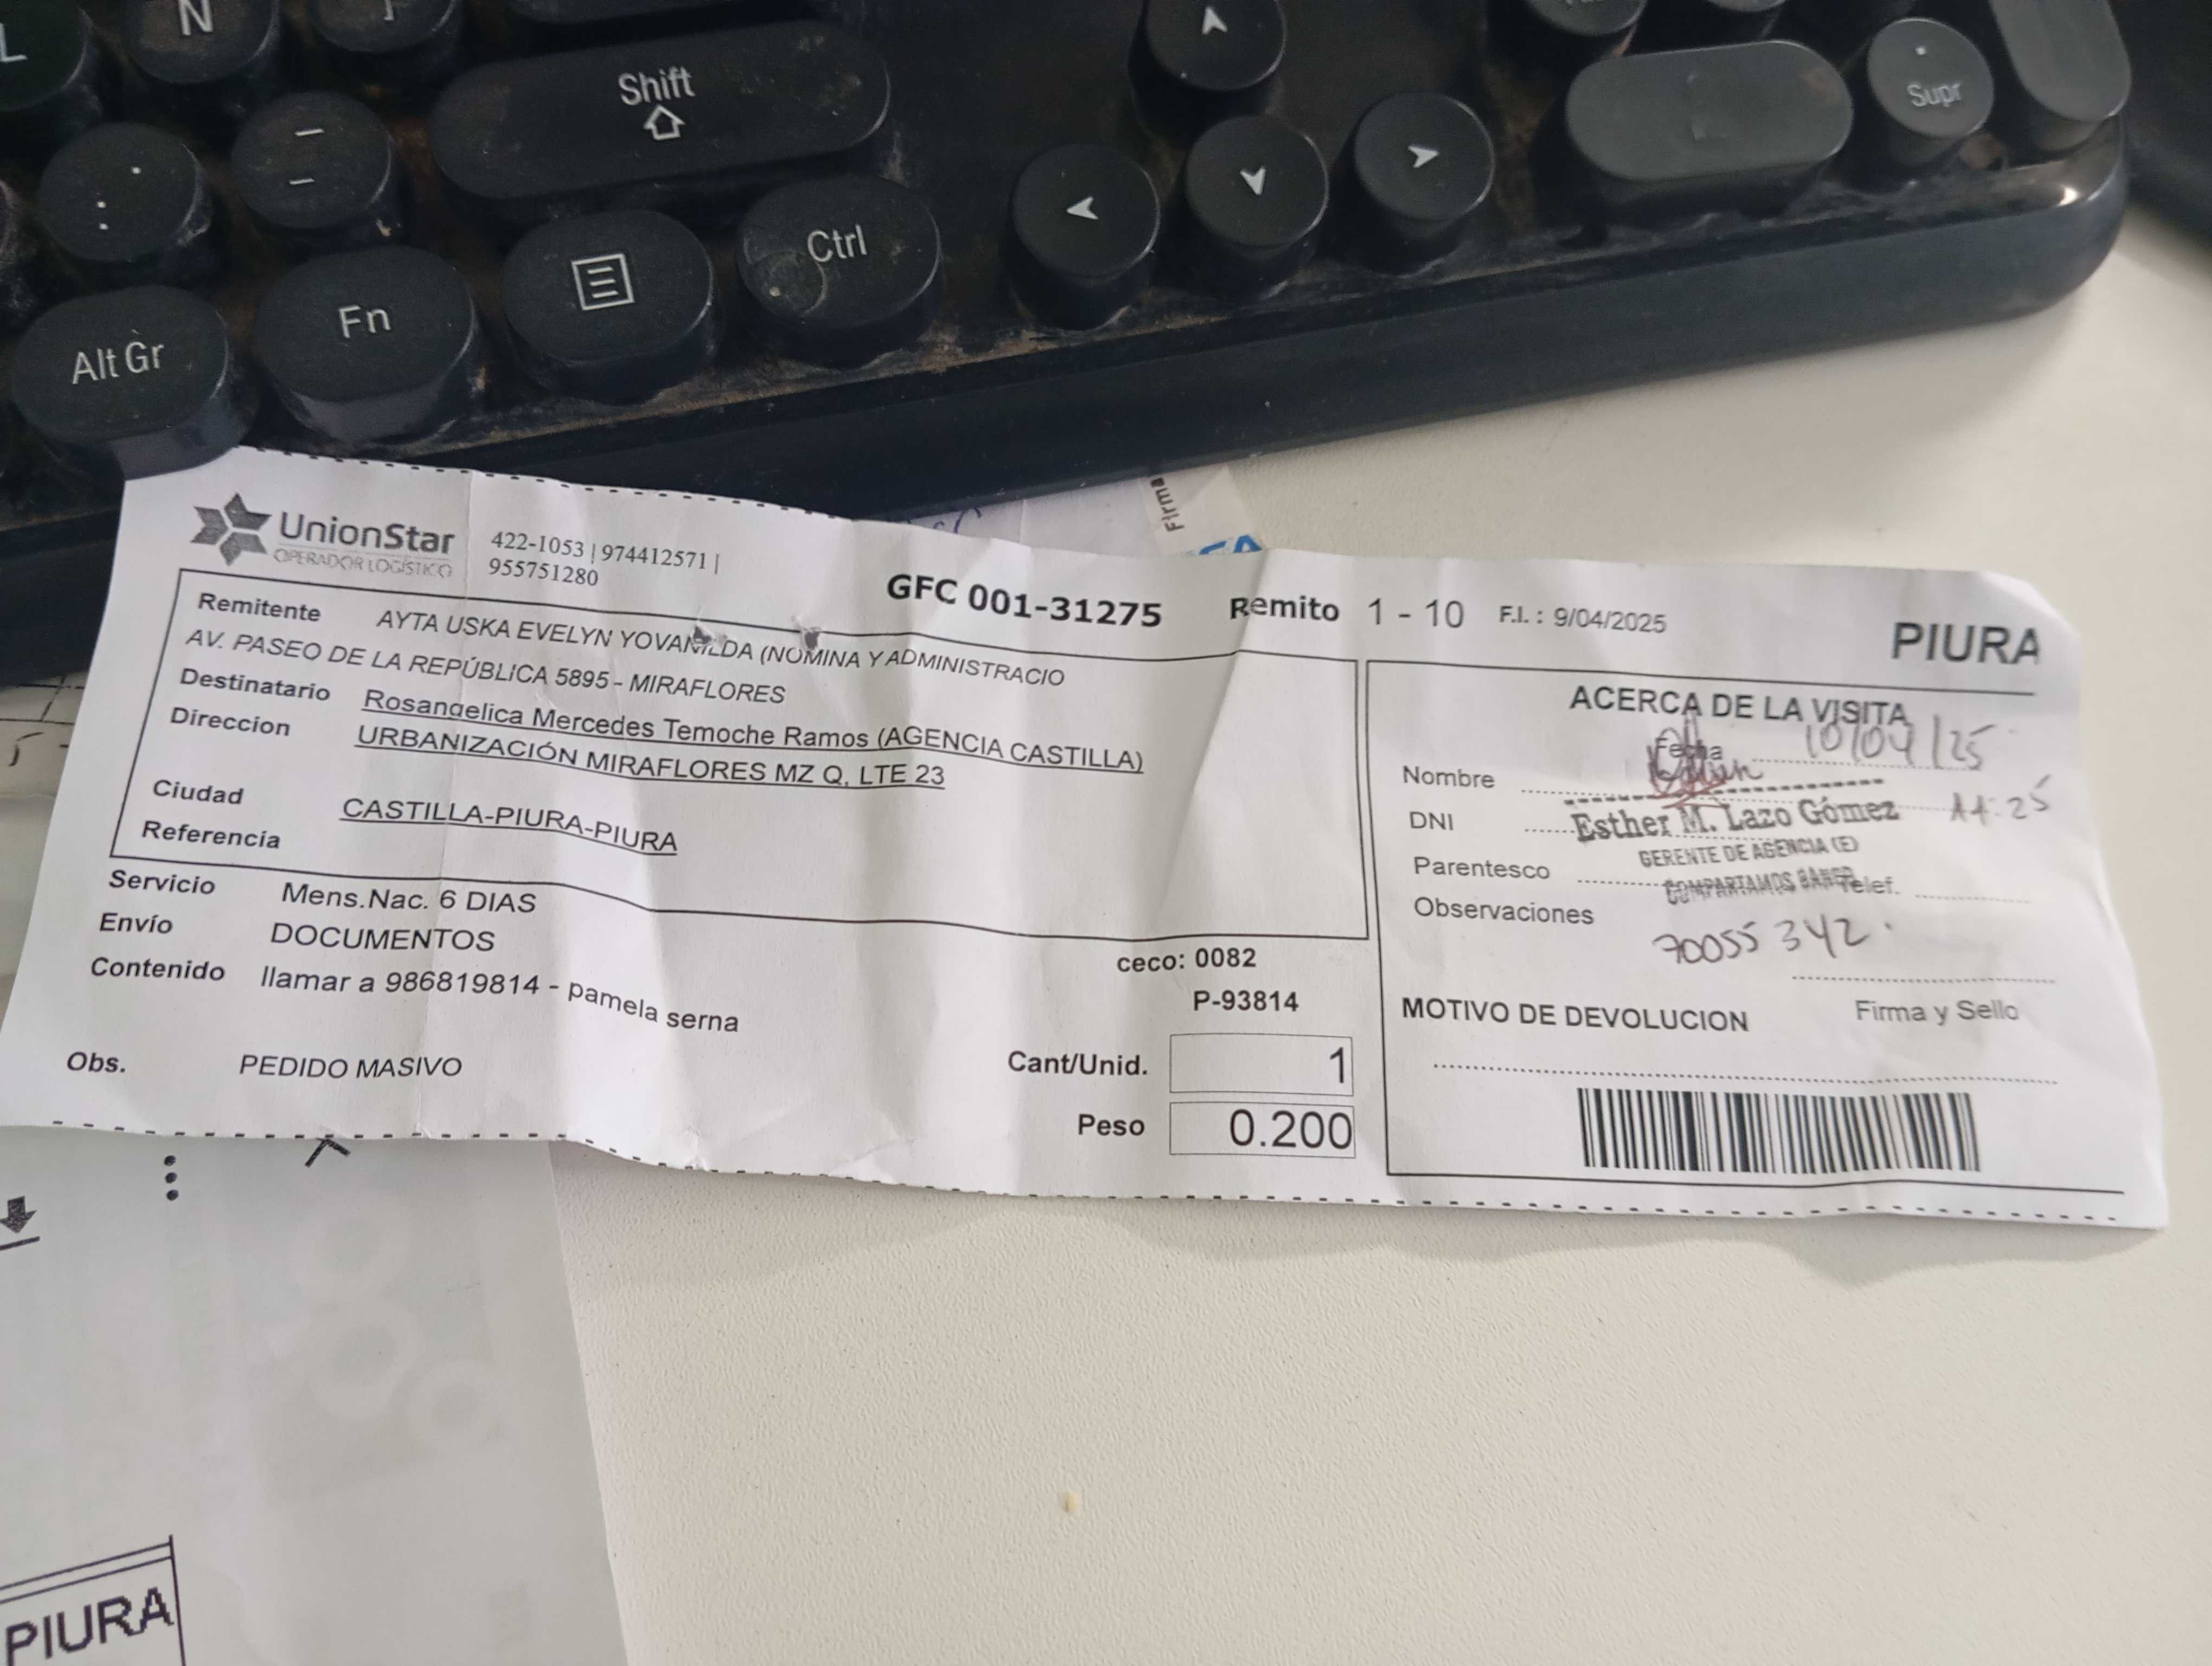 L
N
Shift
Supr
Ctrl
Fn
Alt Gr
Firma
UnionStar
OPERADOR LOGÍSTICO
422-1053 | 974412571 |
955751280
GFC 001-31275 Remito 1 - 10 F.I. : 9/04/2025
PIURA
Remitente AYTA USKA EVELYN YOVANILDA (NOMINA Y ADMINISTRACIO
AV. PASEO DE LA REPÚBLICA 5895 - MIRAFLORES
Destinatario Rosangelica Mercedes Temoche Ramos (AGENCIA CASTILLA)
Direccion URBANIZACIÓN MIRAFLORES MZ Q, LTE 23
Ciudad CASTILLA-PIURA-PIURA
Referencia
Servicio Mens.Nac. 6 DIAS
Envío DOCUMENTOS
Contenido llamar a 986819814 - pamela serna
ceco: 0082
P-93814
Obs. PEDIDO MASIVO
Cant/Unid. 1
Peso 0.200
ACERCA DE LA VISITA
Fecha 10/04/25
Nombre
DNI Esther M. Lazo Gómez 11:25
GERENTE DE AGENCIA (E)
Parentesco COMPARTAMOS BANCO Telef.
Observaciones
70055342
MOTIVO DE DEVOLUCION Firma y Sello
PIURA